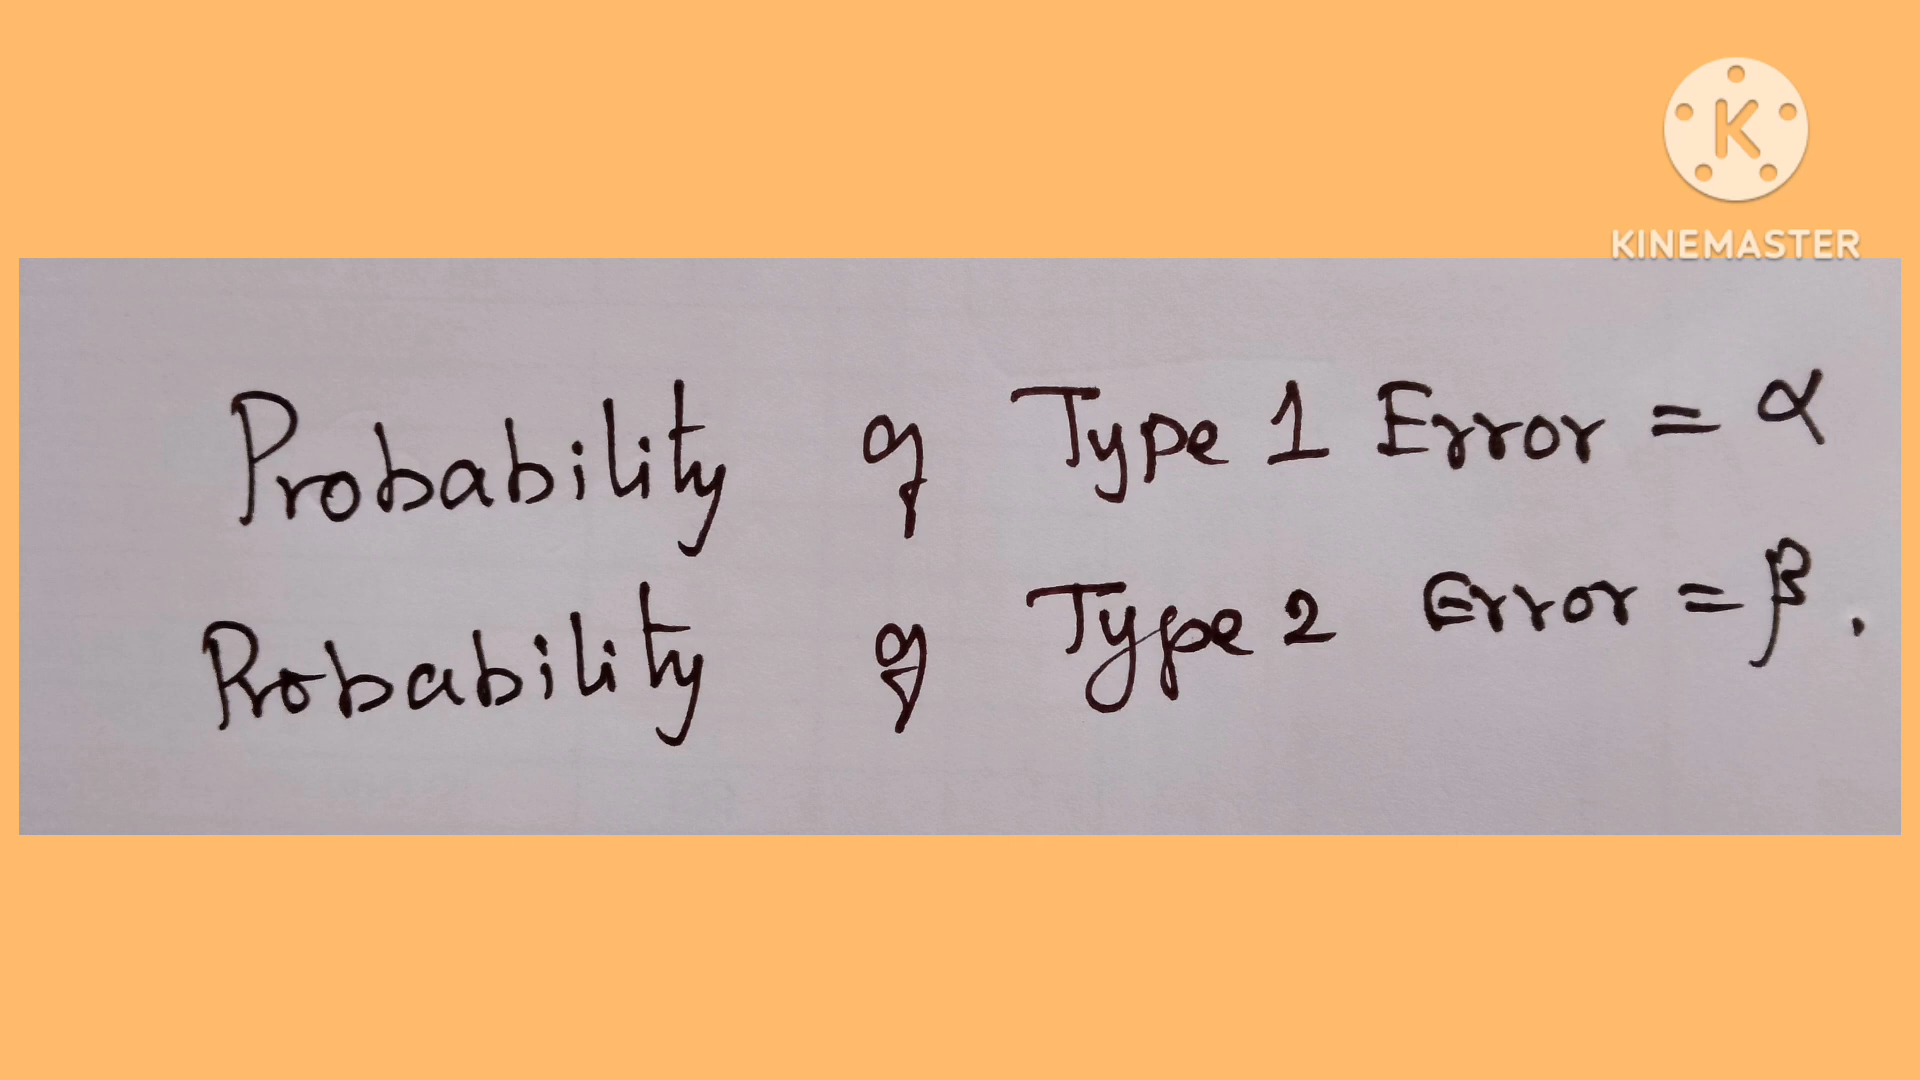 KINEMASTER
Probability of Type 1 Error = α
Probability of Type 2 Error = β.